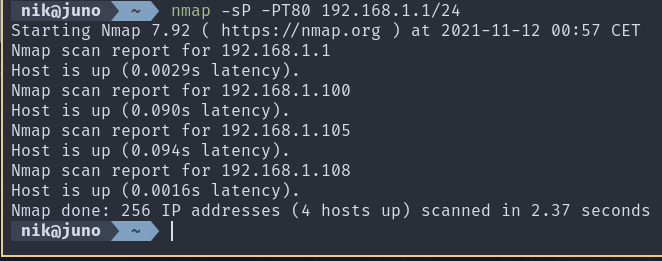 nik@juno ~ nmap -sP -PT80 192.168.1.1/24
Starting Nmap 7.92 ( https://nmap.org ) at 2021-11-12 00:57 CET
Nmap scan report for 192.168.1.1
Host is up (0.0029s latency).
Nmap scan report for 192.168.1.100
Host is up (0.090s latency).
Nmap scan report for 192.168.1.105
Host is up (0.094s latency).
Nmap scan report for 192.168.1.108
Host is up (0.0016s latency).
Nmap done: 256 IP addresses (4 hosts up) scanned in 2.37 seconds
nik@juno ~